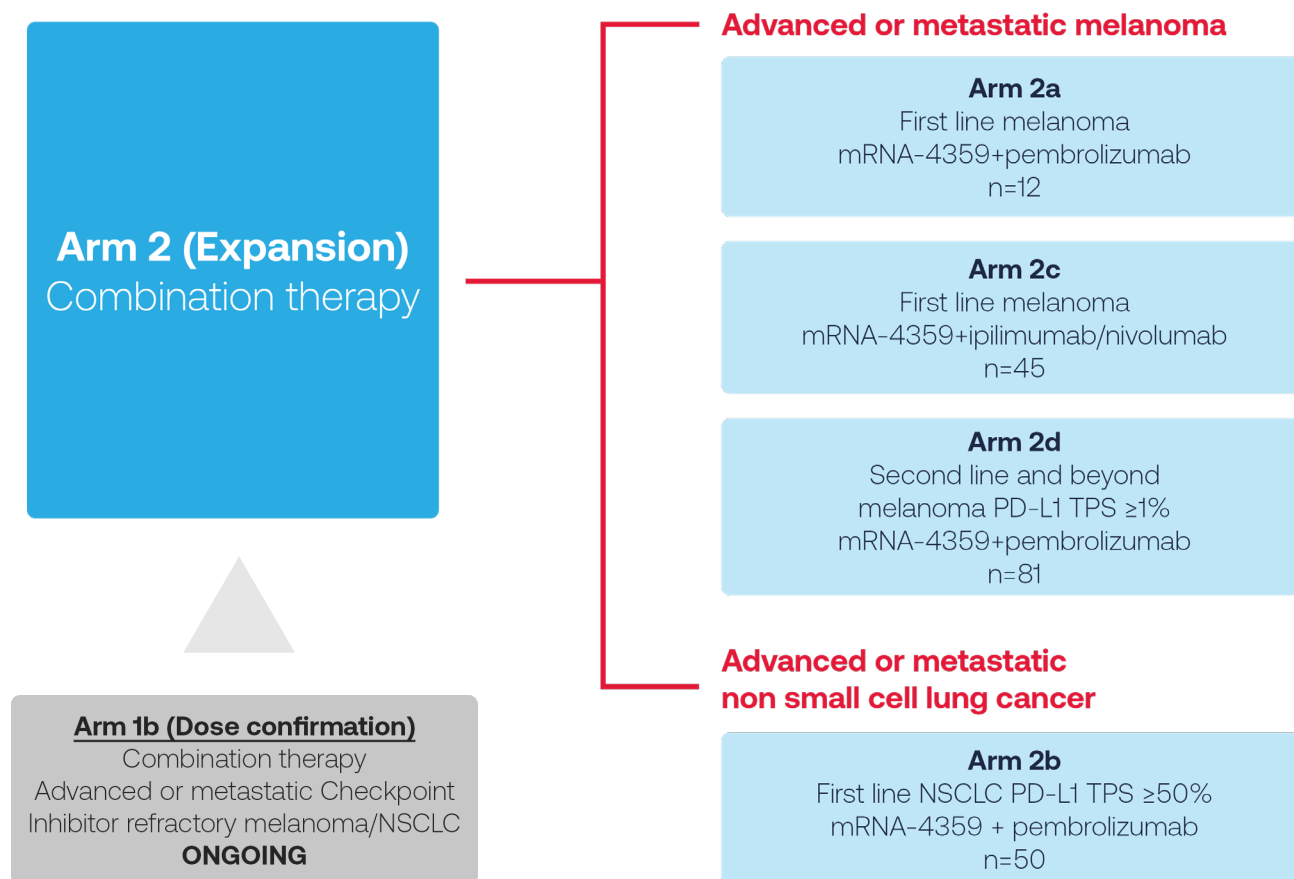 Arm 2 (Expansion)
Combination therapy
Arm 1b (Dose confirmation)
Combination therapy
Advanced or metastatic Checkpoint
Inhibitor refractory melanoma/NSCLC
ONGOING
Advanced or metastatic melanoma
Arm 2a
First line melanoma
mRNA-4359+pembrolizumab
n=12
Arm 2c
First line melanoma
mRNA-4359+ipilimumab/nivolumab
n=45
Arm 2d
Second line and beyond
melanoma PD-L1 TPS ≥1%
mRNA-4359+pembrolizumab
n=81
Advanced or metastatic
non small cell lung cancer
Arm 2b
First line NSCLC PD-L1 TPS ≥50%
mRNA-4359 + pembrolizumab
n=50